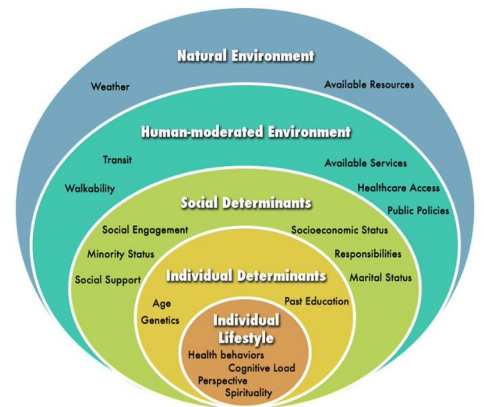 Natural Environment
Weather
Available Resources
Human-moderated Environment
Transit
Available Services
Walkability
Healthcare Access
Public Policies
Social Determinants
Social Engagement
Socioeconomic Status
Minority Status
Responsibilities
Social Support
Marital Status
Individual Determinants
Age
Past Education
Genetics
Individual
Lifestyle
Health behaviors
Cognitive Load
Perspective
Spirituality